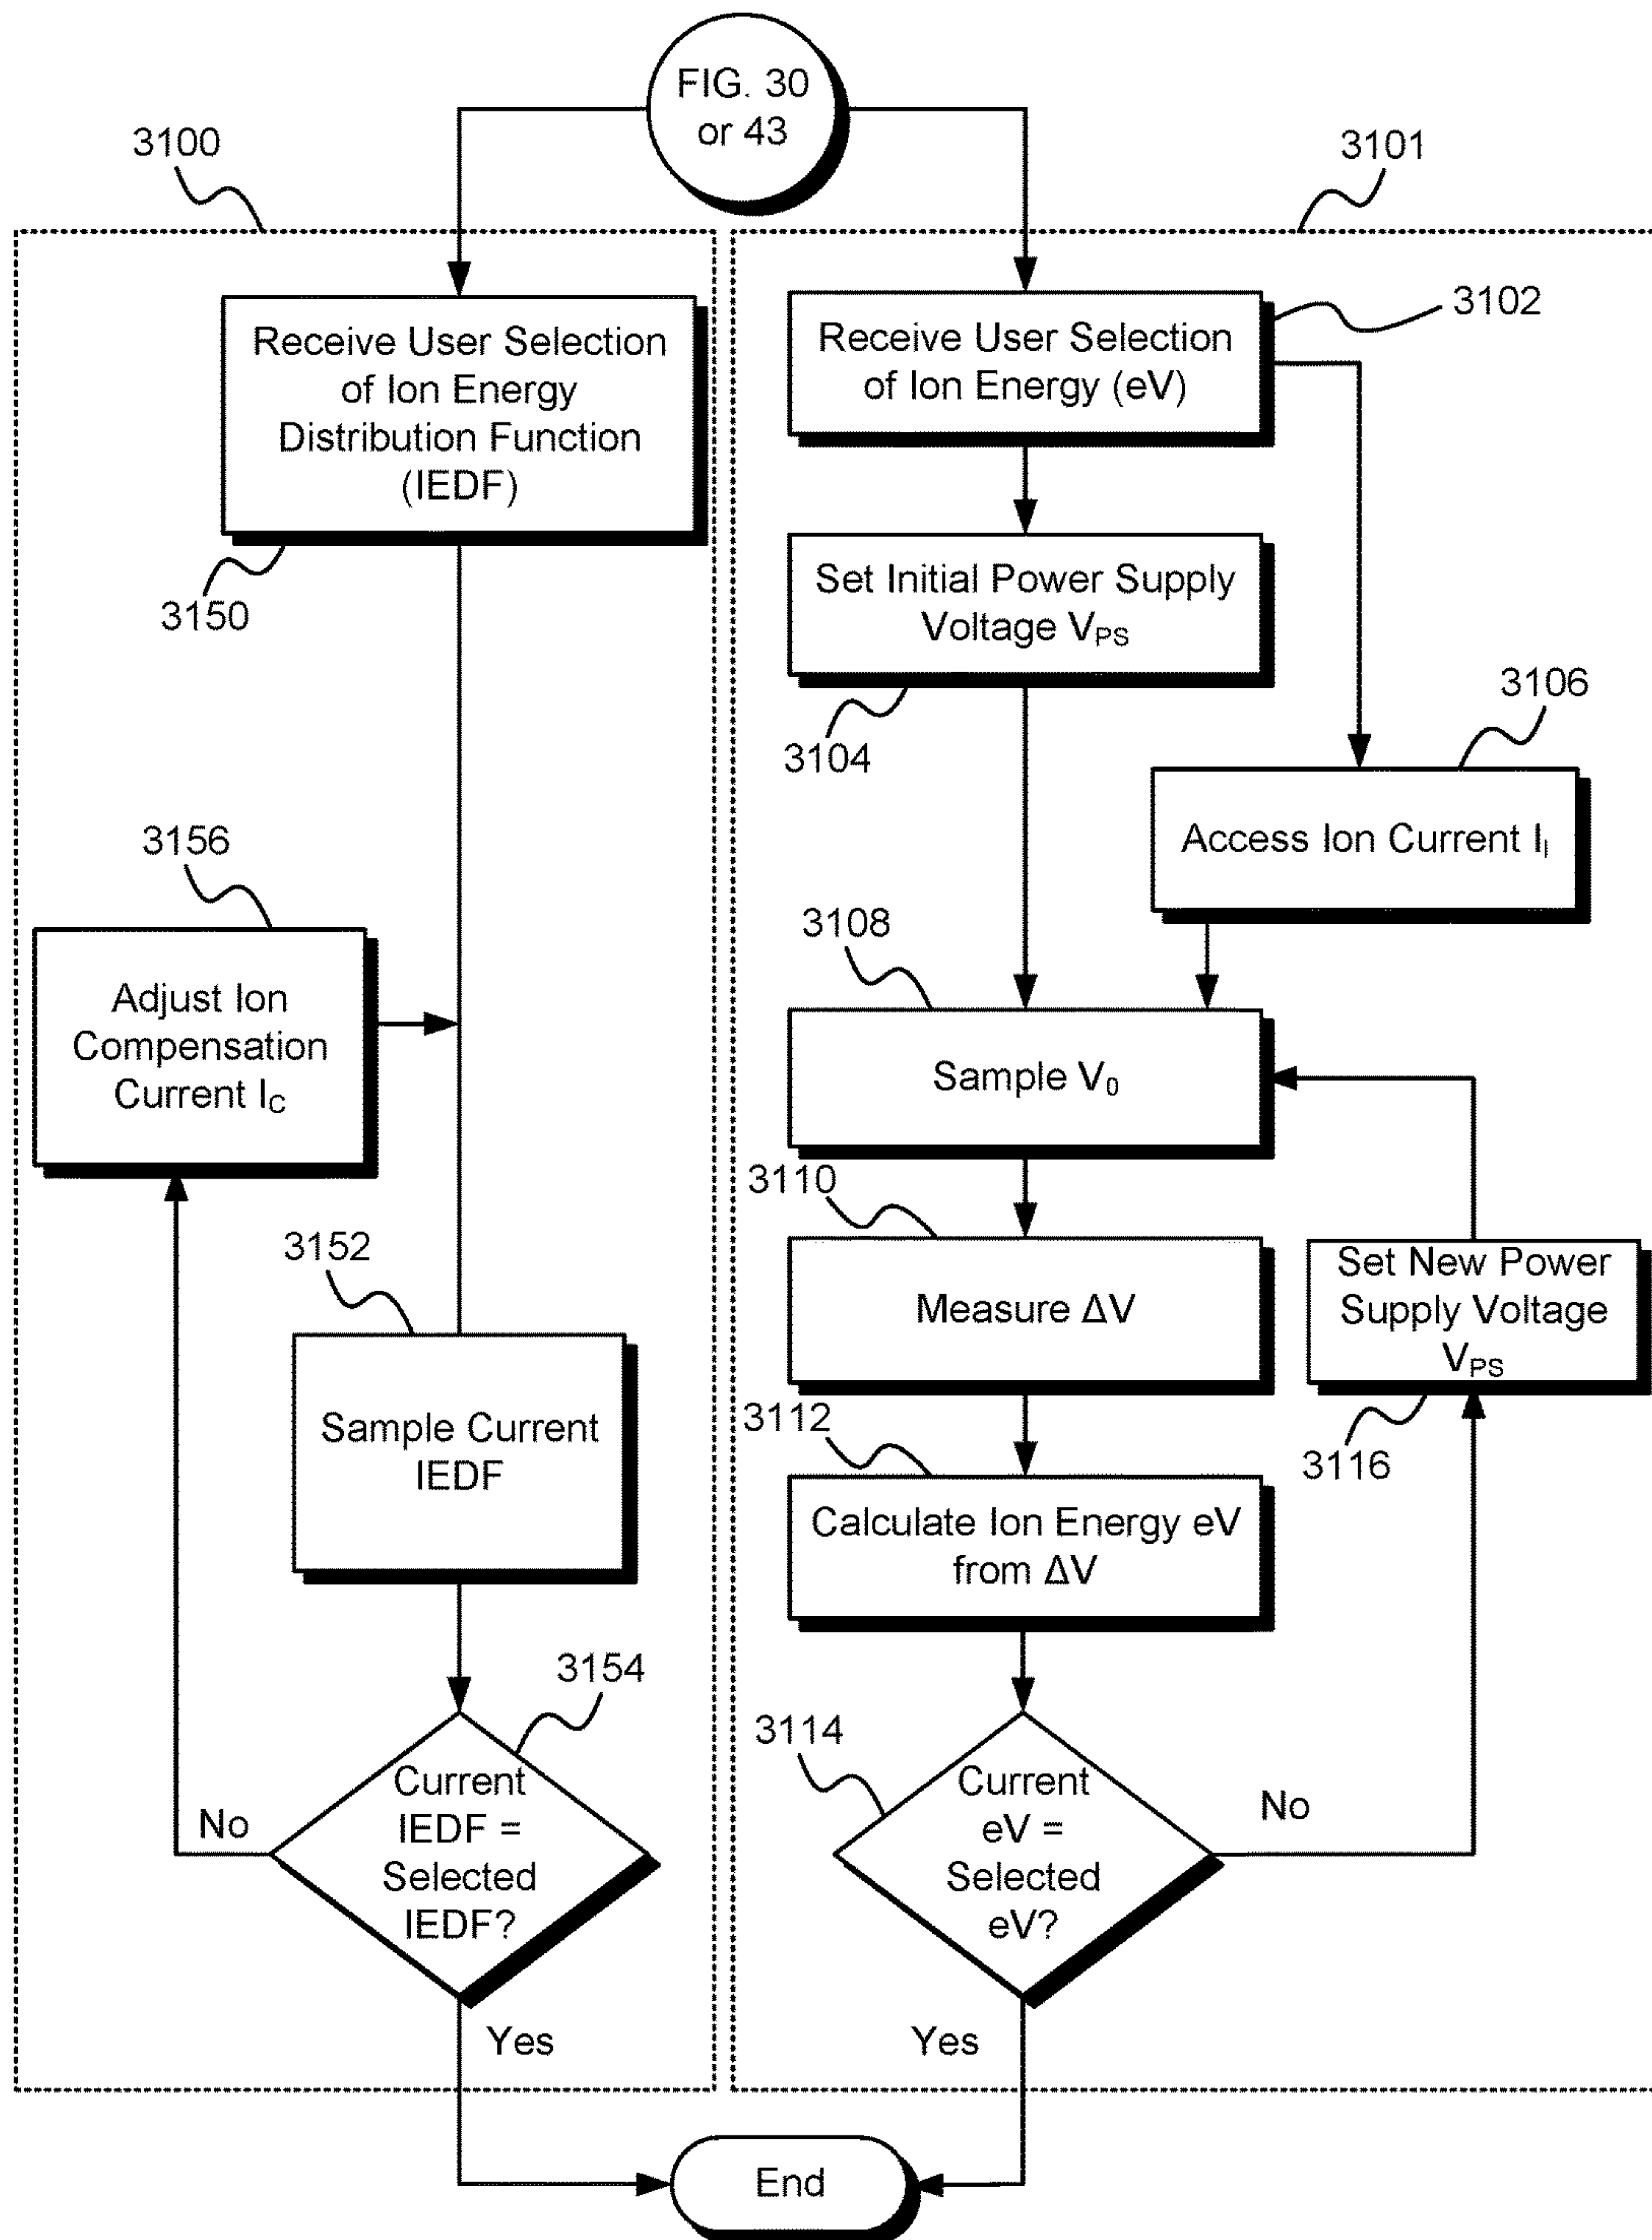 FIG. 30
or 43
3100
3101
Receive User Selection
of Ion Energy
Distribution Function
(IEDF)
3150
Receive User Selection
of Ion Energy (eV)
3102
Set Initial Power Supply
Voltage VPS
3104
3106
Access Ion Current II
3156
Adjust Ion
Compensation
Current IC
3108
Sample V0
3110
Measure ΔV
3152
Sample Current
IEDF
Set New Power
Supply Voltage
VPS
3116
3112
Calculate Ion Energy eV
from ΔV
3154
Current
IEDF =
Selected
IEDF?
No
Yes
3114
Current
eV =
Selected
eV?
No
Yes
End